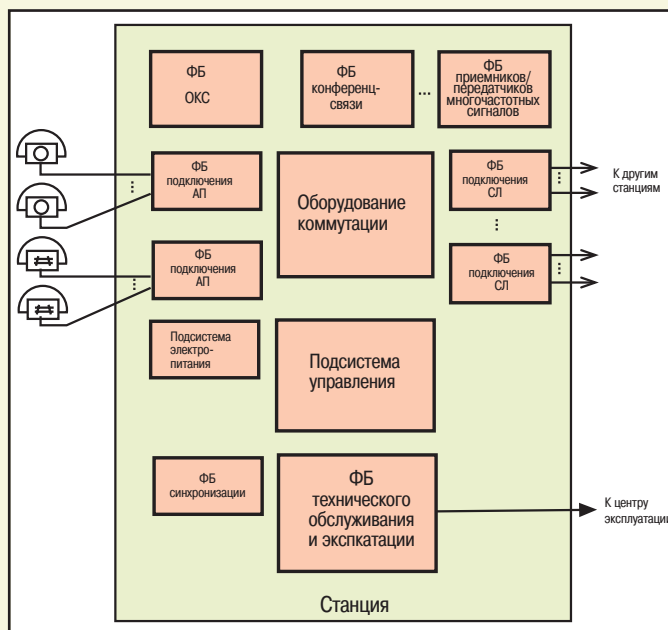 ФБ
ОКС
ФБ
конференц-
связи
...
ФБ
приемников/
передатчиков
многочастотных
сигналов
ФБ
подключения
АП
Оборудование
коммутации
ФБ
подключения
СЛ
К другим
станциям
ФБ
подключения
АП
ФБ
подключения
СЛ
Подсистема
электро-
питания
Подсистема
управления
ФБ
синхронизации
ФБ
технического
обслуживания
и экспкатации
К центру
эксплуатации
Станция